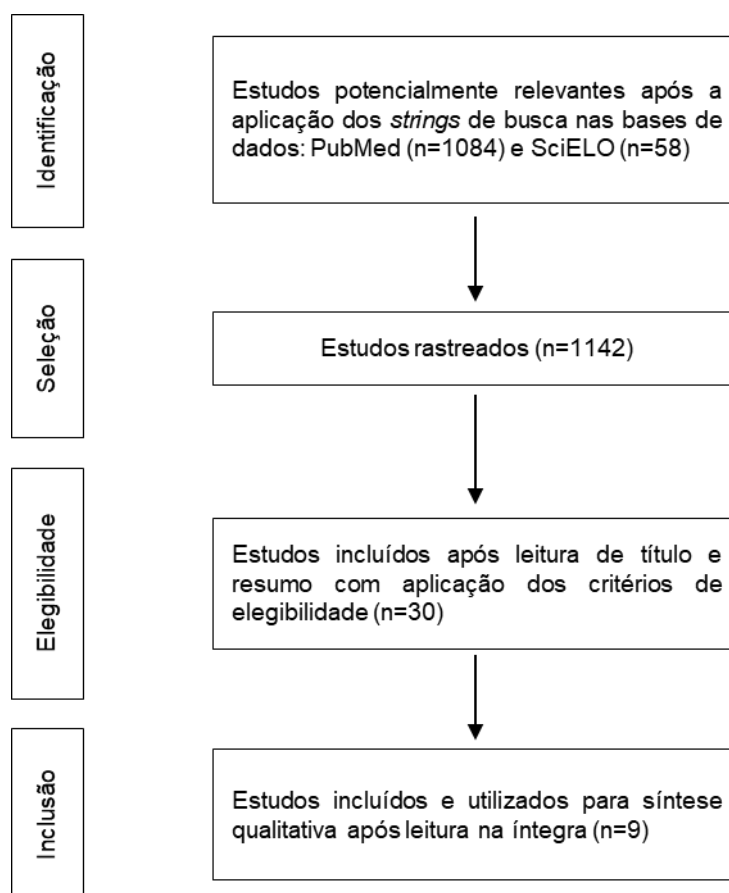 Identificação
Estudos potencialmente relevantes após a
aplicação dos strings de busca nas bases de
dados: PubMed (n=1084) e SciELO (n=58)
Seleção
Estudos rastreados (n=1142)
Elegibilidade
Estudos incluídos após leitura de título e
resumo com aplicação dos critérios de
elegibilidade (n=30)
Inclusão
Estudos incluídos e utilizados para síntese
qualitativa após leitura na íntegra (n=9)